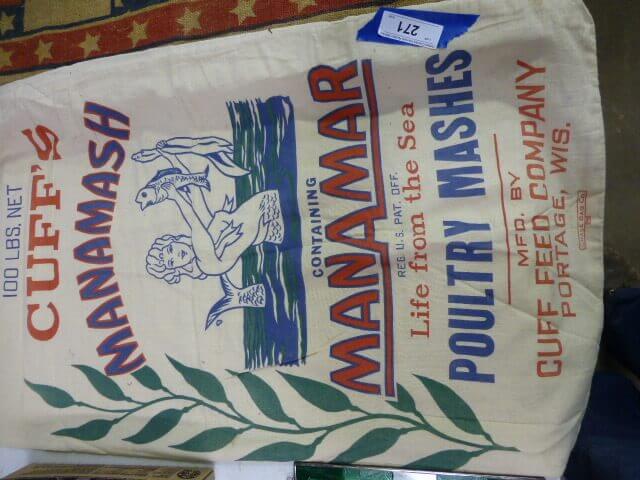 100 LBS. NET
CUFF'S
MANAMASH
CONTAINING
MANAMAR
REG. U.S. PAT. OFF.
Life from the Sea
POULTRY MASHES
MFD. BY
CUFF FEED COMPANY
PORTAGE, WIS.
271